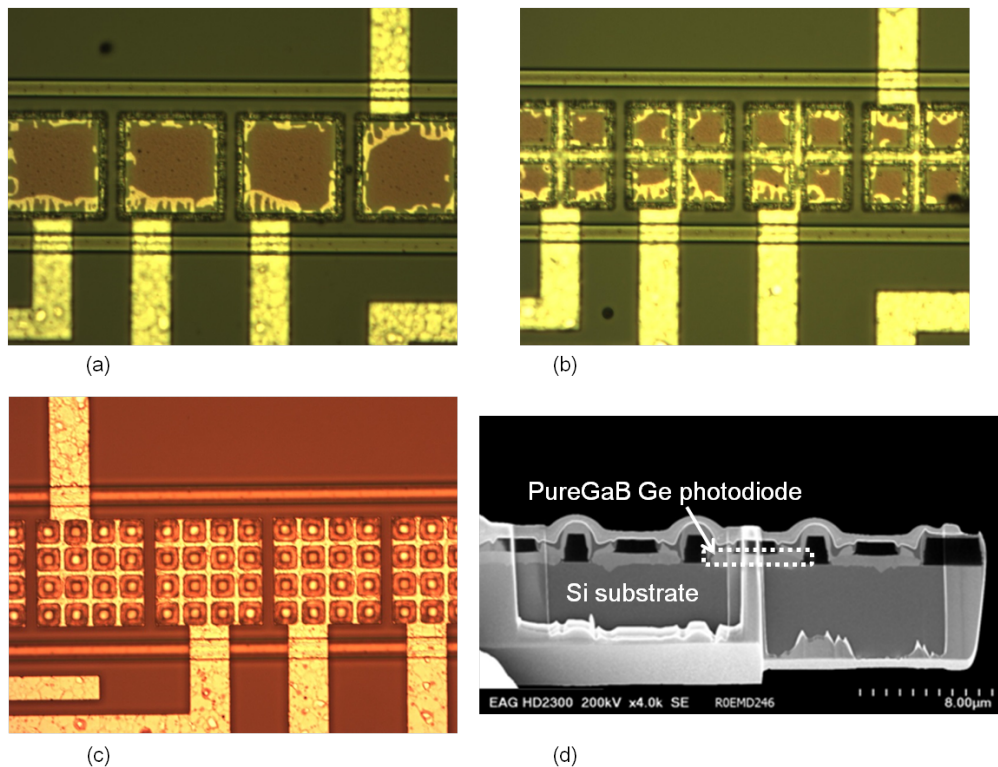 (a)
(b)
PureGaB Ge photodiode
Si substrate
EAG HD2300 200kV x4.0k SE R0EMD246 8.00µm
(c)
(d)